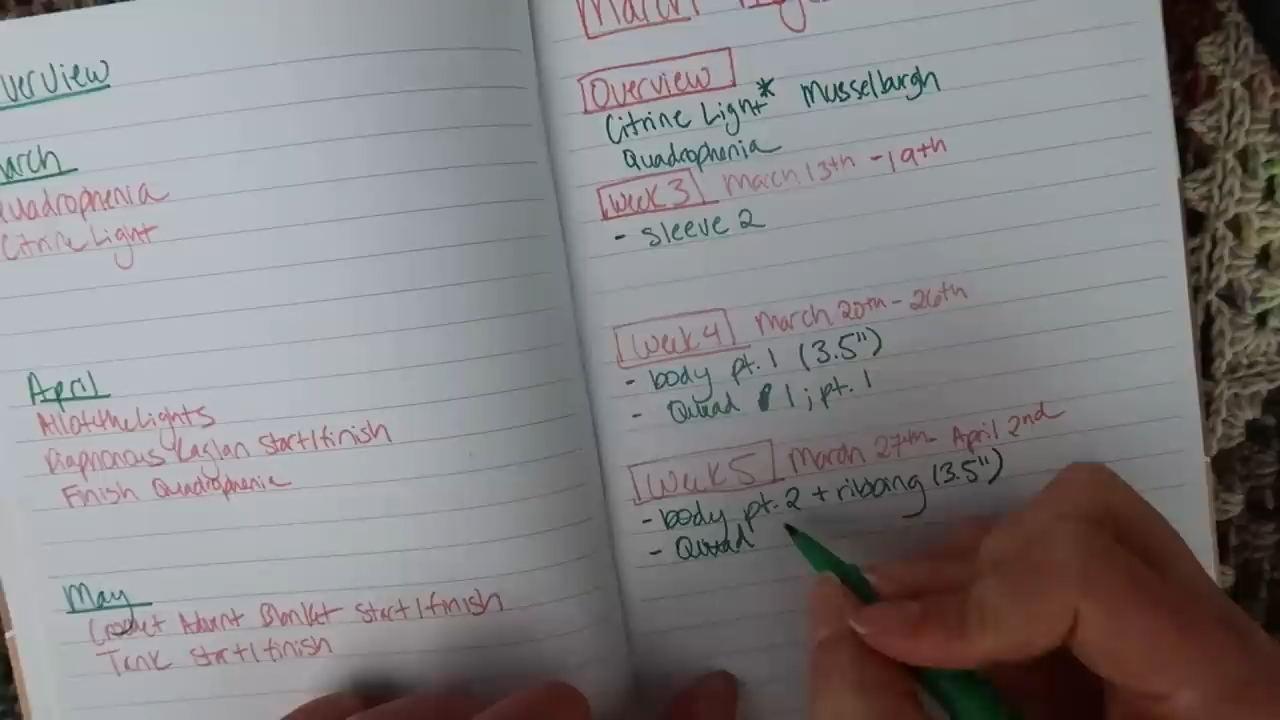 verview
arch
Quadrophenia
Citrine Light
April
Allofthelights
Diaphanous Raglan Start/finish
Finish Quadrophenia
May
Crochet Advent Blanket Start/finish
Tank Start/finish
March
Overview
Citrine Light* Musselburgh
Quadrophenia
Week 3 March 13th - 19th
- Sleeve 2
Week 4 March 20th - 26th
- body pt. 1 (3.5")
- Quad 1; pt. 1
Week 5 March 27th- April 2nd
- body pt. 2 + ribbing (3.5")
- Quad